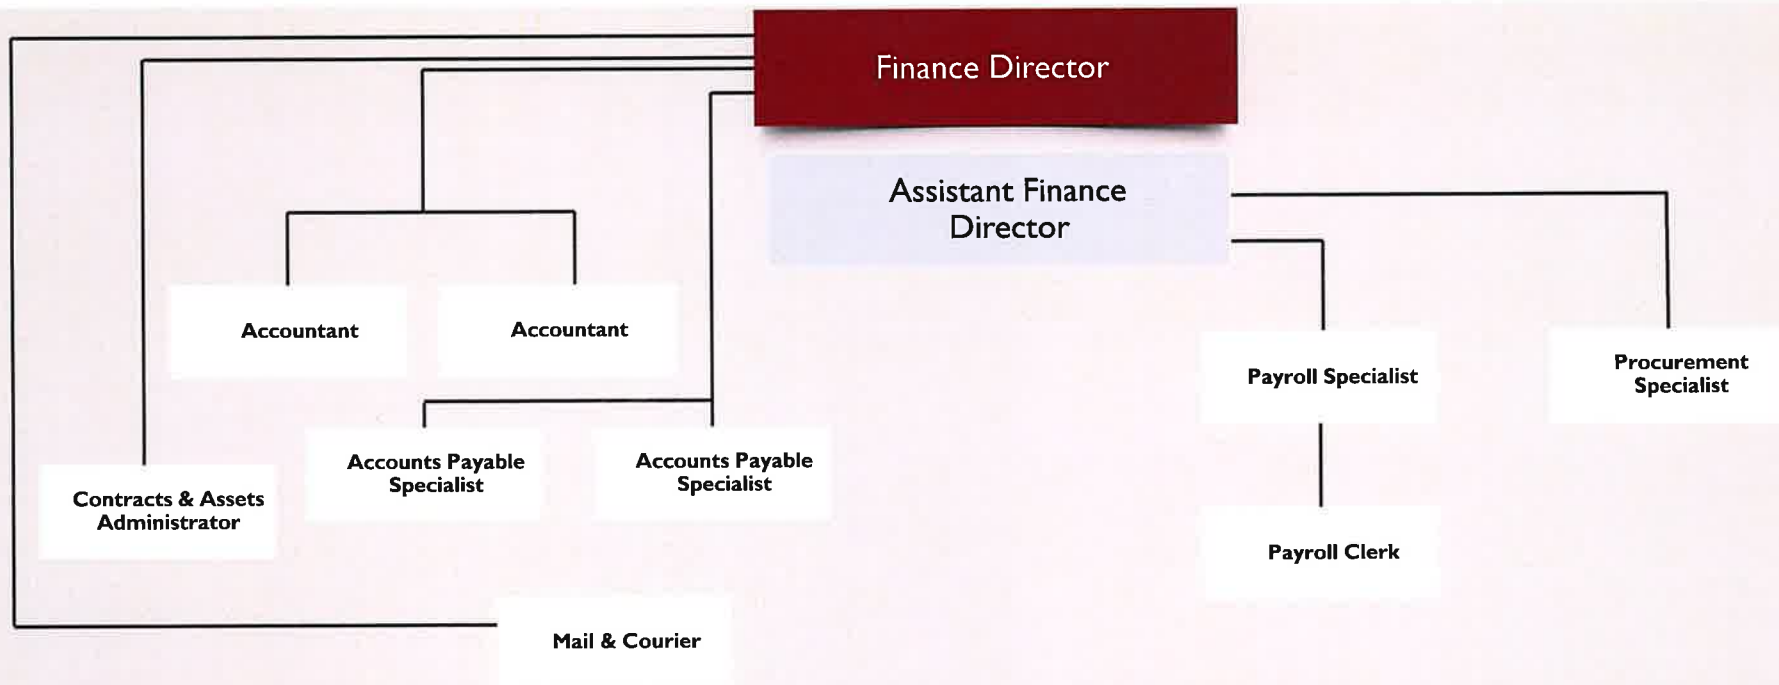 Finance Director
Assistant Finance
Director
Accountant
Accountant
Payroll Specialist
Procurement
Specialist
Accounts Payable
Specialist
Accounts Payable
Specialist
Contracts & Assets
Administrator
Payroll Clerk
Mail & Courier